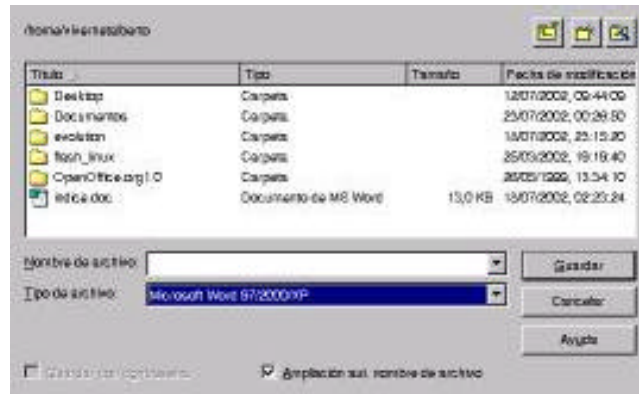 Título Tipo Tamaño Fecha de modificación
Desktop Carpeta 12/07/2002, 09:44:09
Documentos Carpeta 23/07/2002, 00:26:50
evolution Carpeta 18/07/2002, 23:15:20
flash_linux Carpeta 25/03/2002, 19:19:40
OpenOffice.org1.0 Carpeta 26/05/1999, 13:34:10
indice.doc Documento de MS Word 13,0 KB 18/07/2002, 02:23:24
Nombre de archivo: Guardar
Tipo de archivo: Microsoft Word 97/2000/XP
Cancelar
Ayuda
Guardar con contraseña Ampliación aut. nombre de archivo